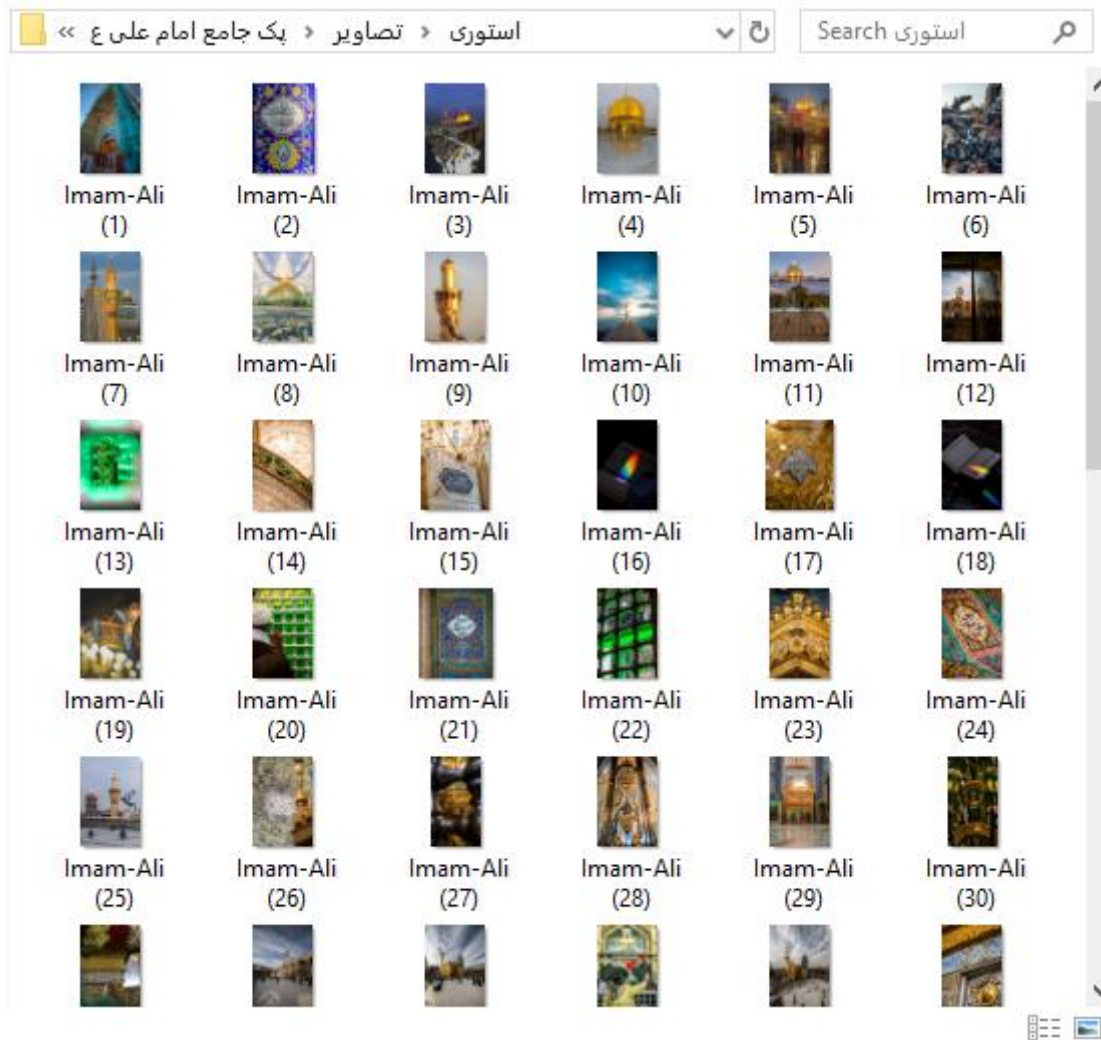 » پک جامع امام علی ع › تصاویر › استوری
Search استوری
Imam-Ali (1)
Imam-Ali (2)
Imam-Ali (3)
Imam-Ali (4)
Imam-Ali (5)
Imam-Ali (6)
Imam-Ali (7)
Imam-Ali (8)
Imam-Ali (9)
Imam-Ali (10)
Imam-Ali (11)
Imam-Ali (12)
Imam-Ali (13)
Imam-Ali (14)
Imam-Ali (15)
Imam-Ali (16)
Imam-Ali (17)
Imam-Ali (18)
Imam-Ali (19)
Imam-Ali (20)
Imam-Ali (21)
Imam-Ali (22)
Imam-Ali (23)
Imam-Ali (24)
Imam-Ali (25)
Imam-Ali (26)
Imam-Ali (27)
Imam-Ali (28)
Imam-Ali (29)
Imam-Ali (30)